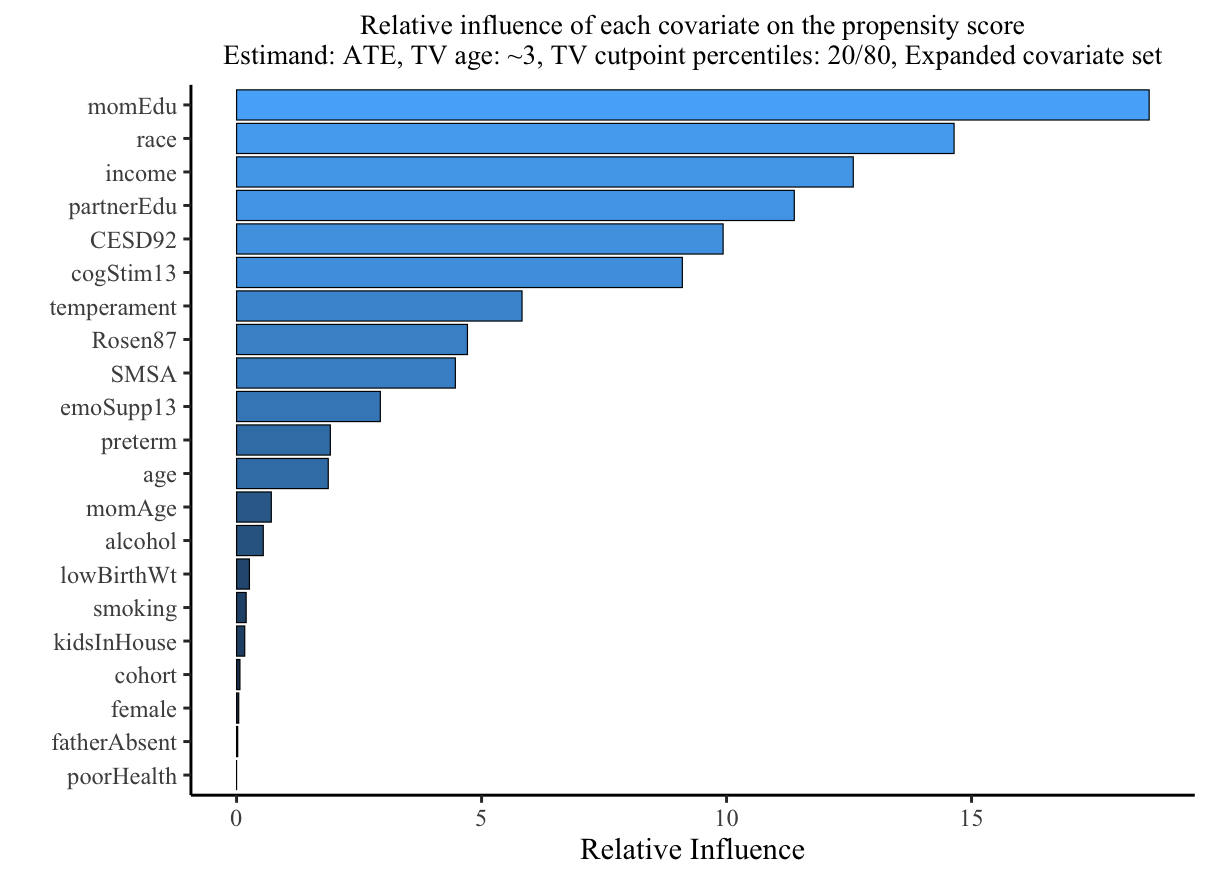 Relative influence of each covariate on the propensity score
Estimand: ATE, TV age: ~3, TV cutpoint percentiles: 20/80, Expanded covariate set
momEdu
race
income
partnerEdu
CESD92
cogStim13
temperament
Rosen87
SMSA
emoSupp13
preterm
age
momAge
alcohol
lowBirthWt
smoking
kidsInHouse
cohort
female
fatherAbsent
poorHealth
0 5 10 15
Relative Influence